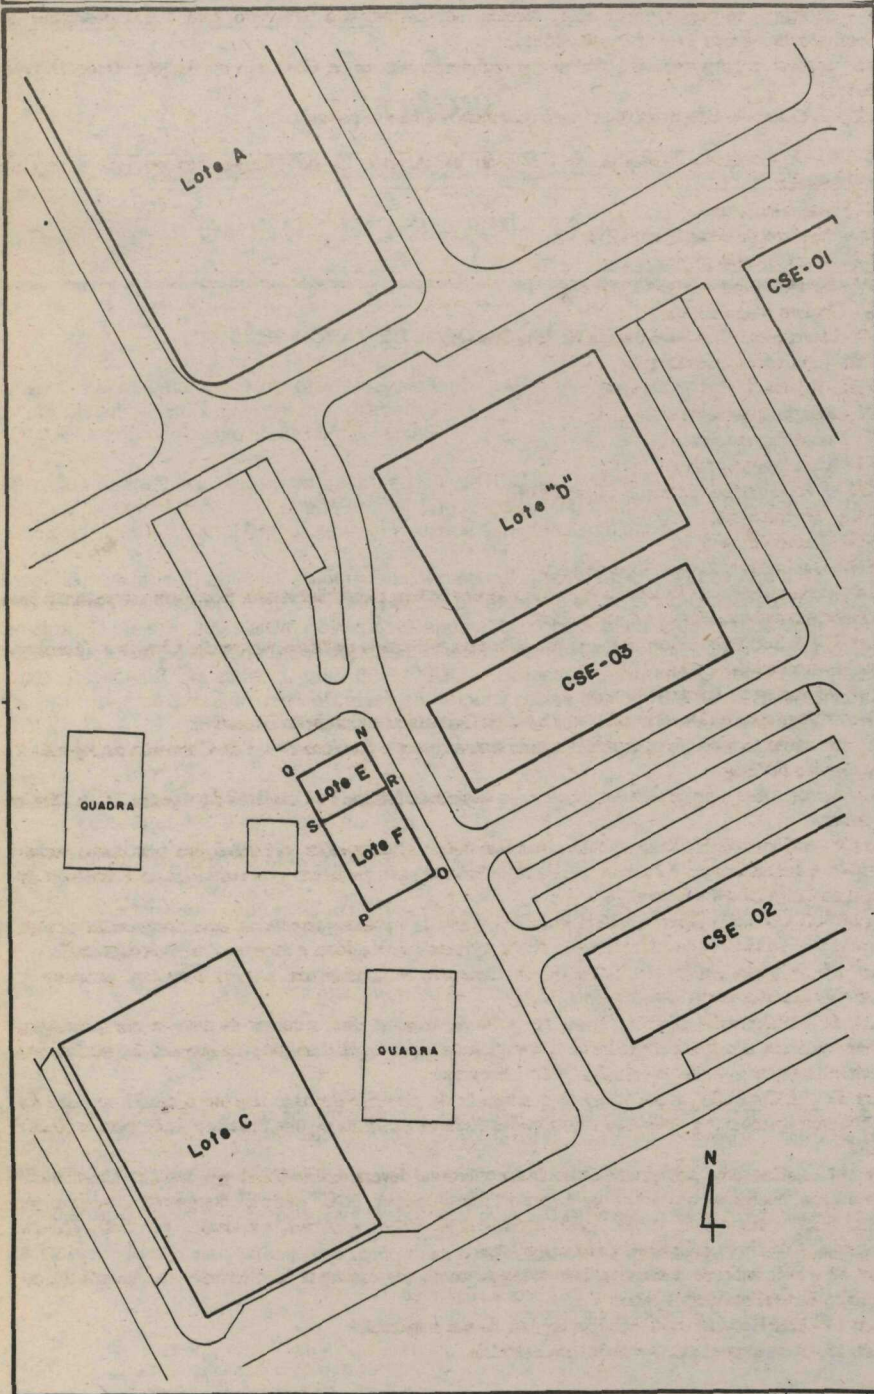 Lote A
CSE-01
Lote "D"
CSE-03
N
Q
Lote E
R
QUADRA
S
Lote F
O
P
CSE 02
QUADRA
Lote C
N